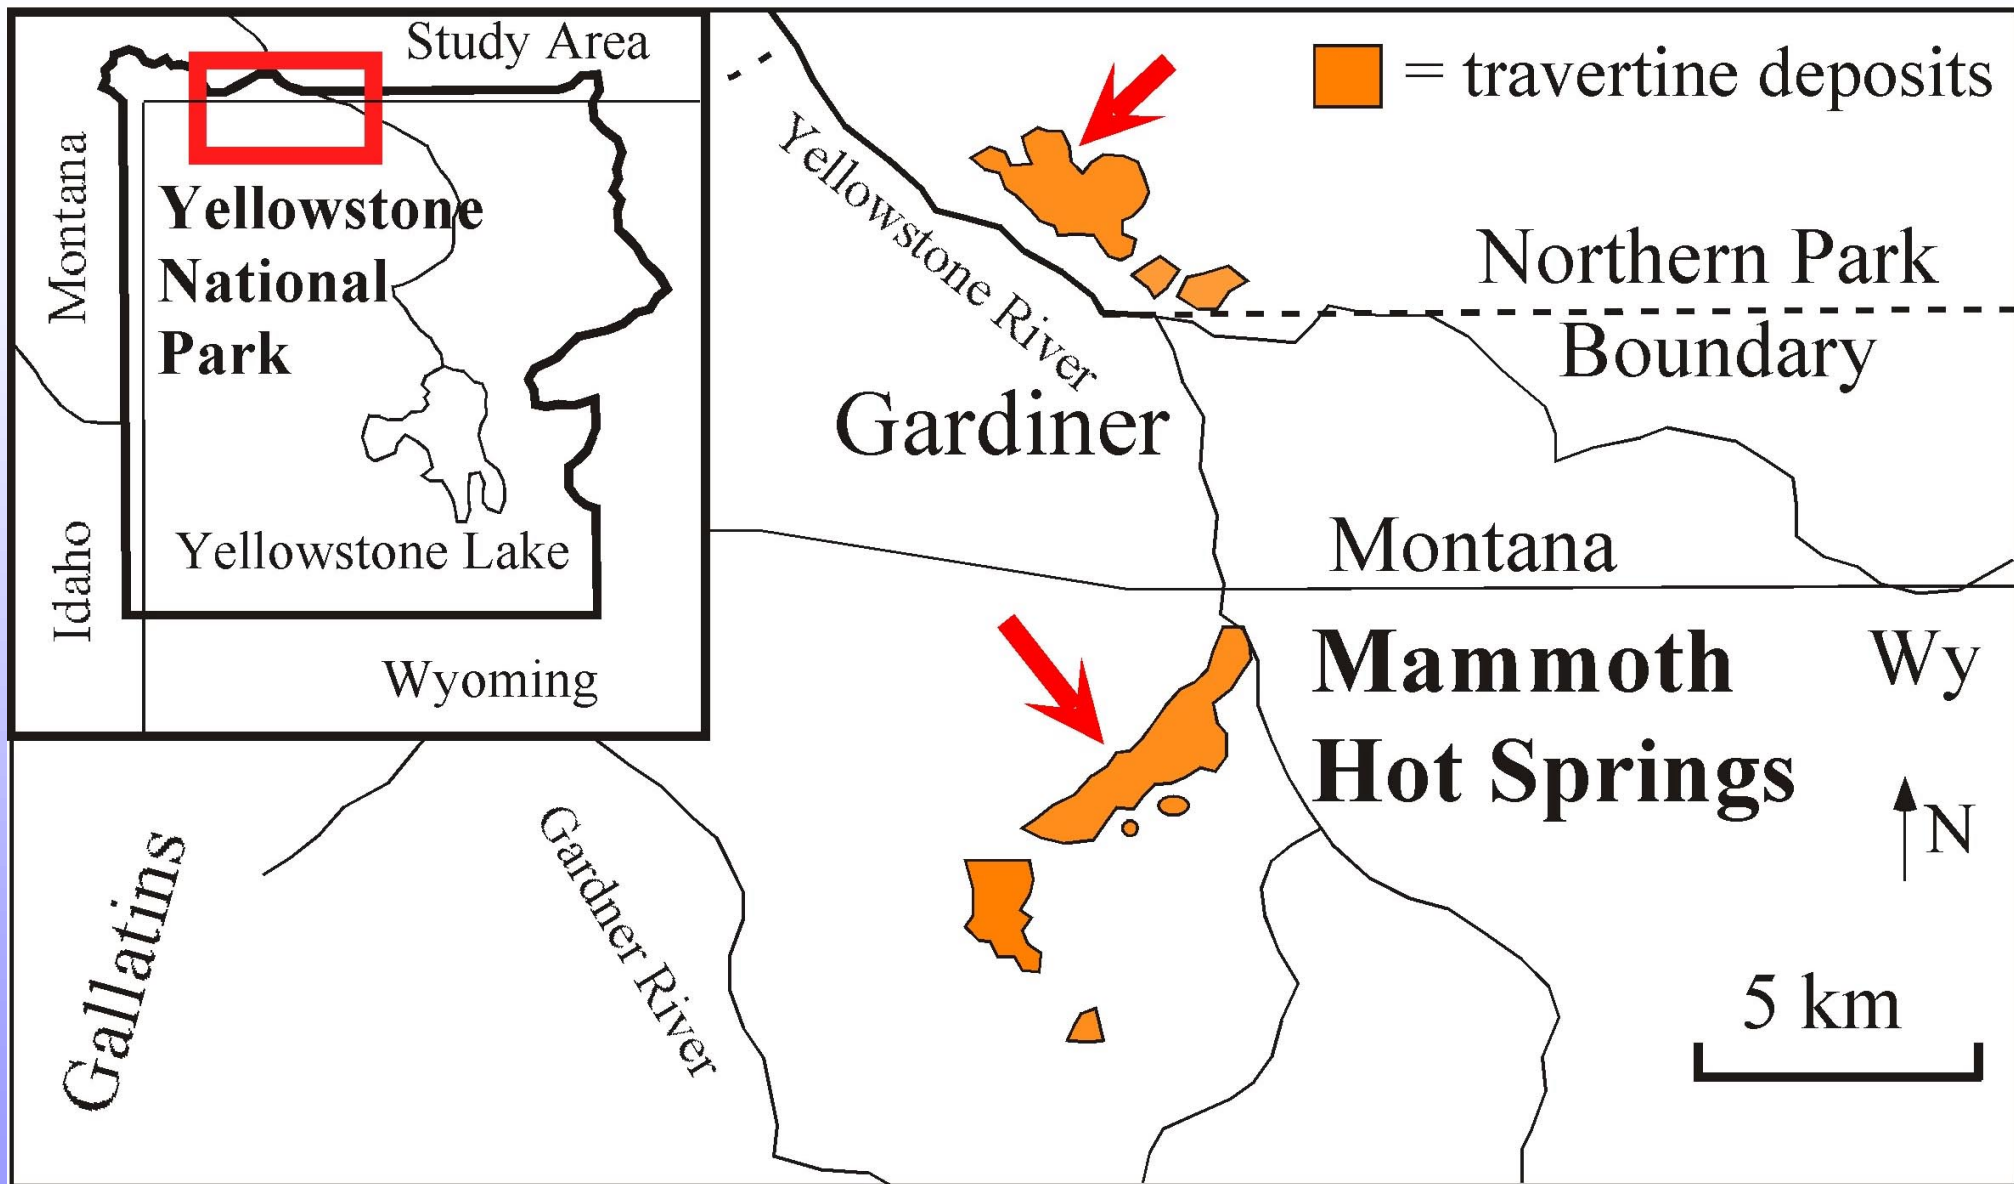 Study Area
Montana
Yellowstone
National
Park
Yellowstone Lake
Idaho
Wyoming
= travertine deposits
Yellowstone River
Northern Park
Boundary
Gardiner
Montana
Mammoth
Hot Springs
Wy
N
Gallatins
Gardner River
5 km